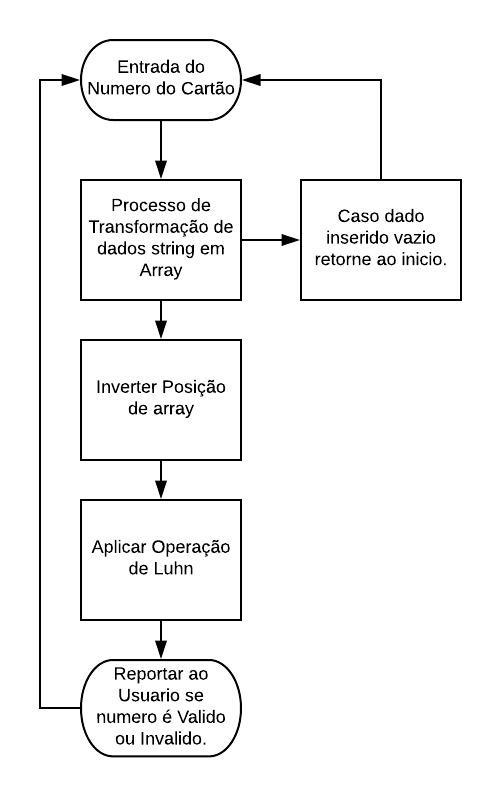 Entrada do
Numero do Cartão
Processo de
Transformação de
dados string em
Array
Caso dado
inserido vazio
retorne ao inicio.
Inverter Posição
de array
Aplicar Operação
de Luhn
Reportar ao
Usuario se
numero é Valido
ou Invalido.